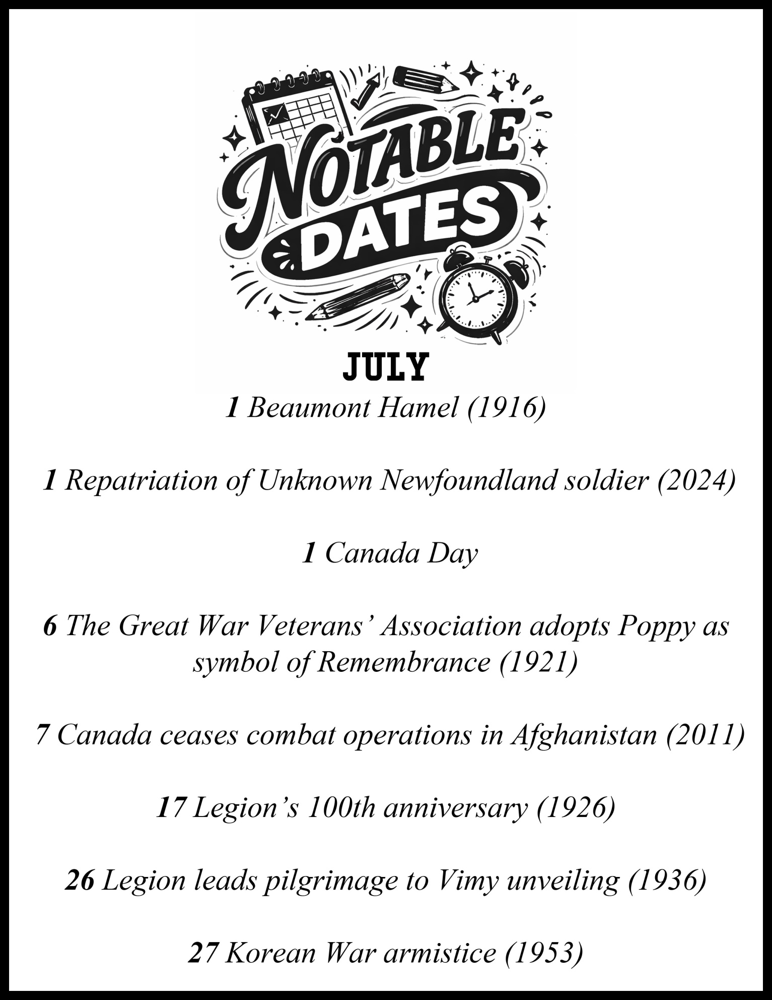 NOTABLE
DATES
JULY
1 Beaumont Hamel (1916)
1 Repatriation of Unknown Newfoundland soldier (2024)
1 Canada Day
6 The Great War Veterans’ Association adopts Poppy as
symbol of Remembrance (1921)
7 Canada ceases combat operations in Afghanistan (2011)
17 Legion’s 100th anniversary (1926)
26 Legion leads pilgrimage to Vimy unveiling (1936)
27 Korean War armistice (1953)